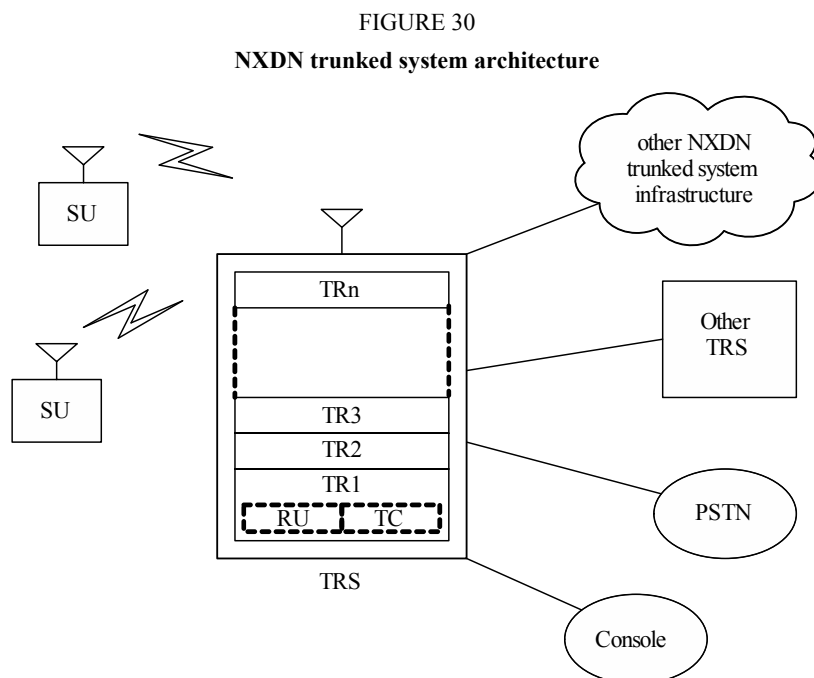 FIGURE 30
NXDN trunked system architecture
other NXDN
trunked system
infrastructure
SU
TRn
Other
TRS
SU
TR3
TR2
TR1
RU TC
PSTN
TRS
Console